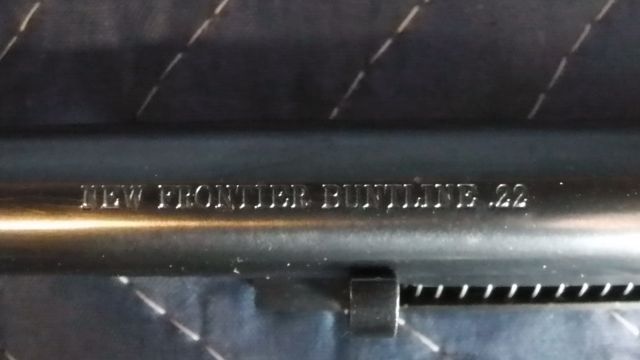 NEW FRONTIER BUNTLINE .22